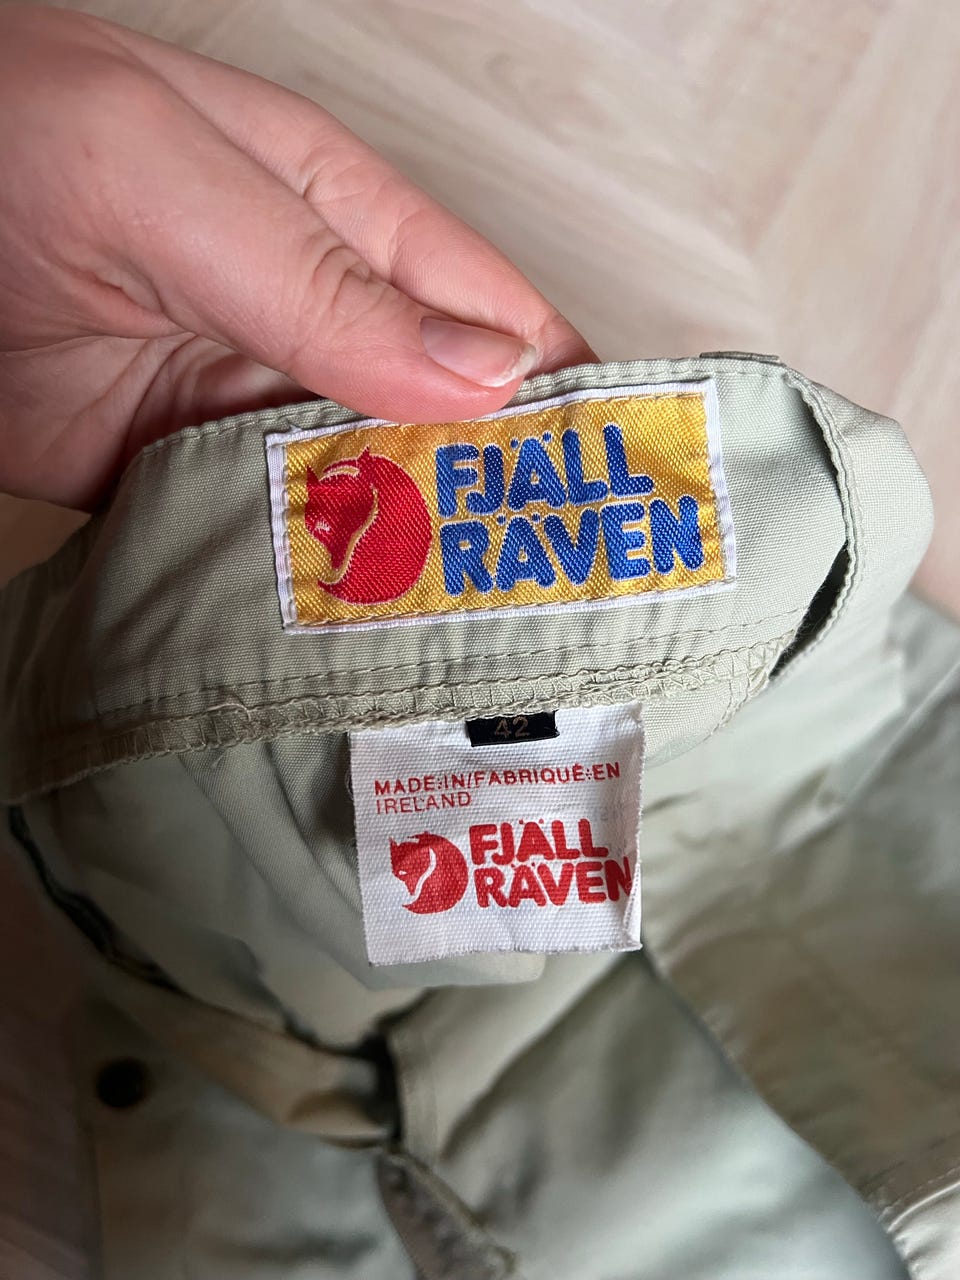 FJÄLL
RÄVEN
42
MADE IN/FABRIQUÉ EN
IRELAND
FJÄLL
RÄVEN